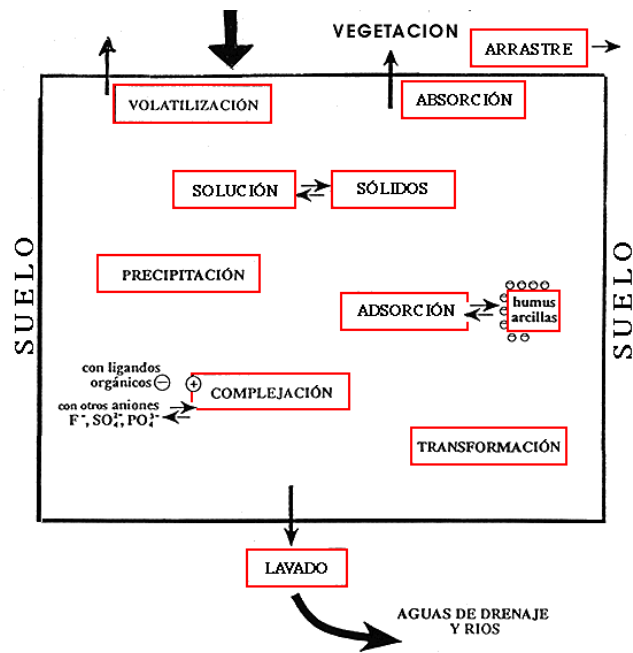 VEGETACION
ARRASTRE
VOLATILIZACIÓN
ABSORCIÓN
SOLUCIÓN
SÓLIDOS
SUELO
SUELO
PRECIPITACIÓN
ADSORCIÓN
humus
arcillas
con ligandos
orgánicos ⊖
⊕
COMPLEJACIÓN
con otros aniones
F⁻, SO₄²⁻, PO₄³⁻
TRANSFORMACIÓN
LAVADO
AGUAS DE DRENAJE
Y RIOS